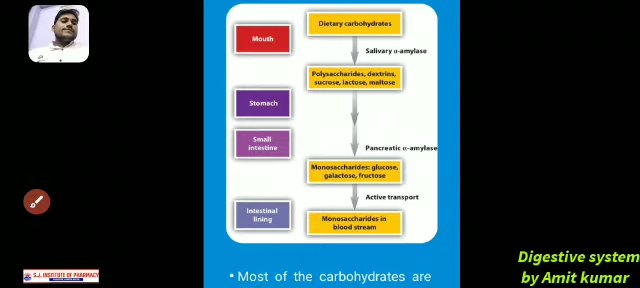 Dietary carbohydrates
Mouth
Salivary α-amylase
Polysaccharides, dextrins,
sucrose, lactose, maltose
Stomach
Small
intestine
Pancreatic α-amylase
Monosaccharides: glucose,
galactose, fructose
Active transport
Intestinal
lining
Monosaccharides in
blood stream
• Most of the carbohydrates are
S.J. INSTITUTE OF PHARMACY
Digestive system
by Amit kumar